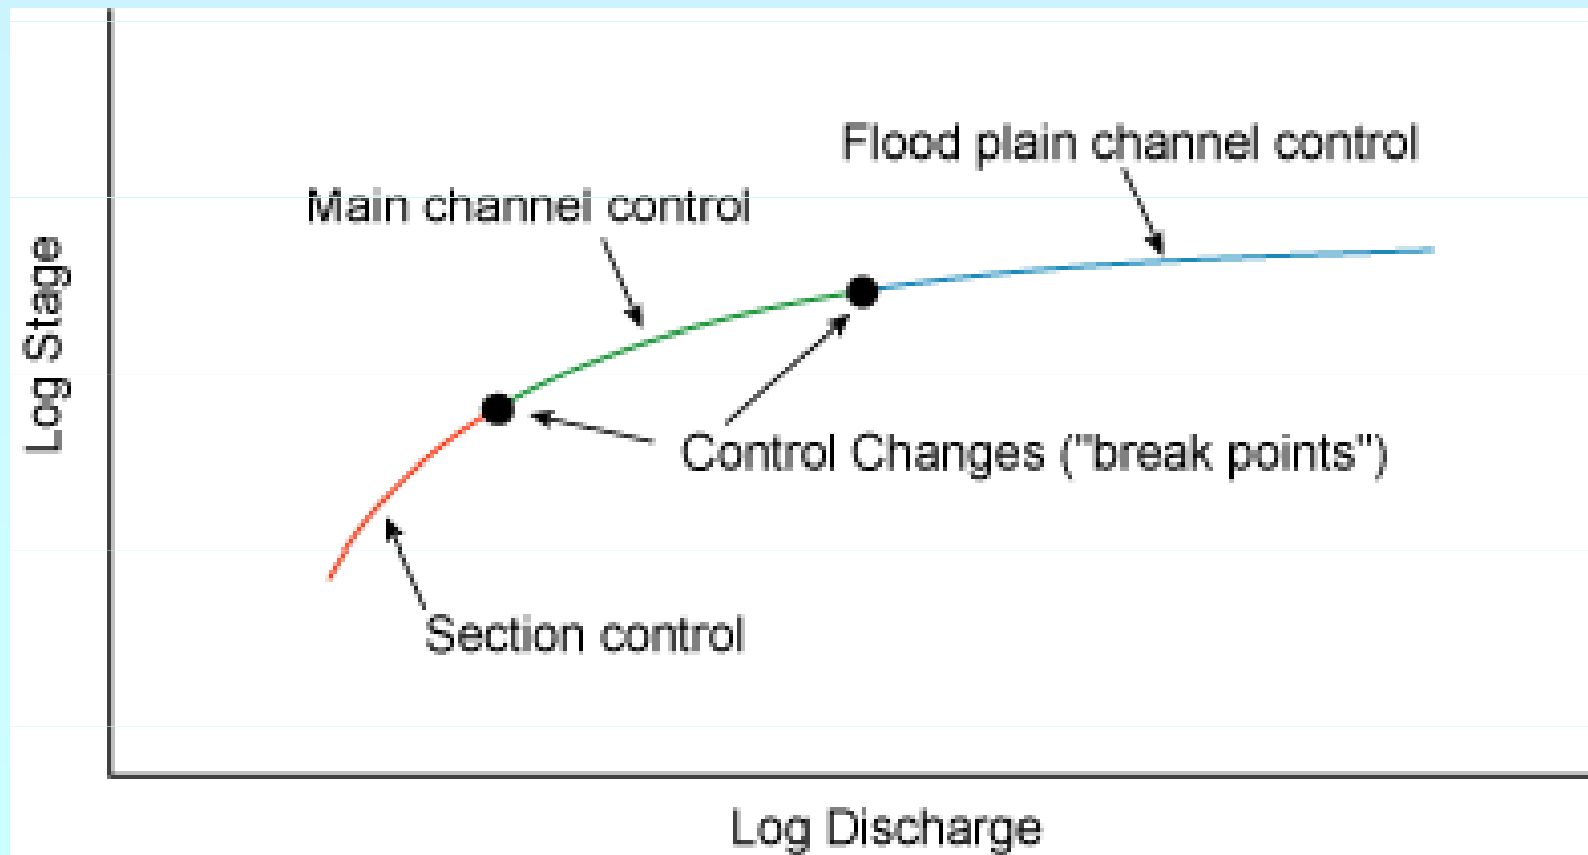 Flood plain channel control
Main channel control
Log Stage
Control Changes ("break points")
Section control
Log Discharge